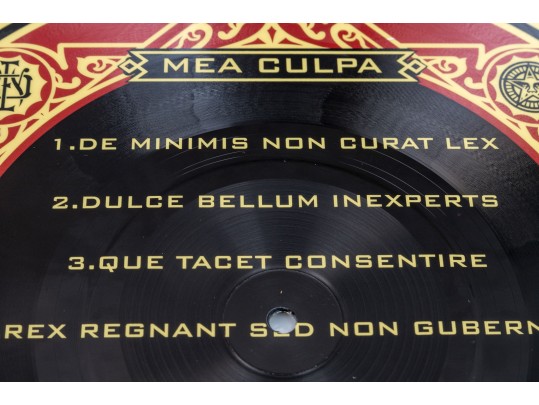 MEA CULPA
1.DE MINIMIS NON CURAT LEX
2.DULCE BELLUM INEXPERTS
3.QUE TACET CONSENTIRE
REX REGNANT SED NON GUBERN